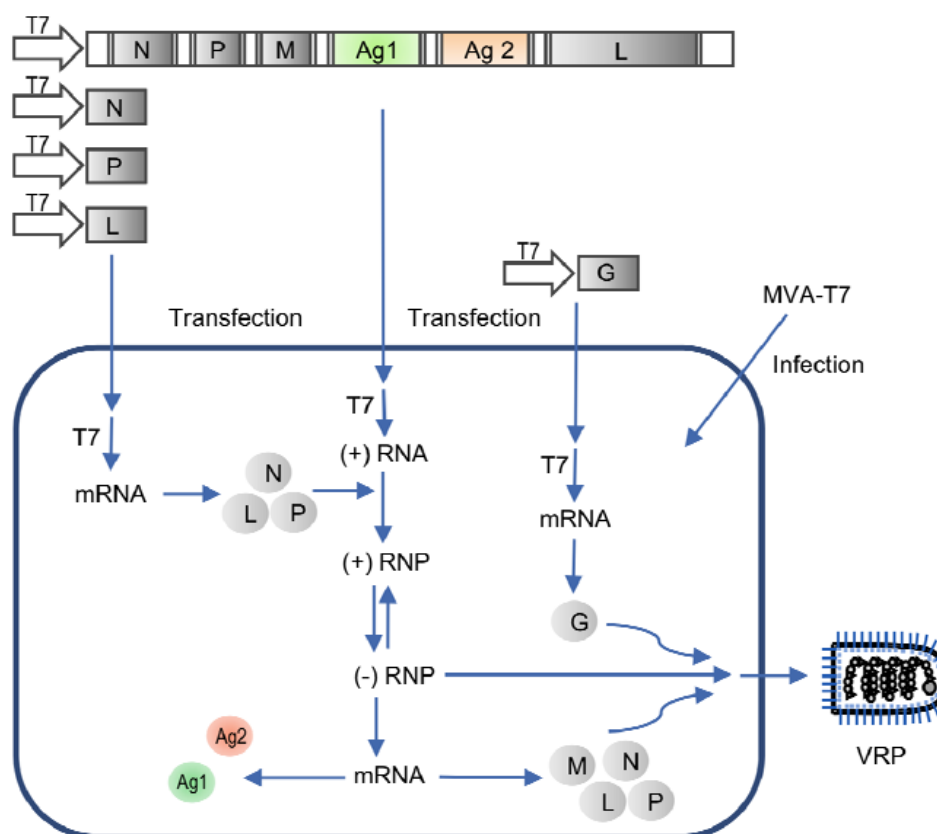 T7
N P M Ag1 Ag 2 L
T7
N
T7
P
T7
L
T7
G
MVA-T7
Transfection Transfection
Infection
T7
T7
(+) RNA
T7
mRNA
N
L P
mRNA
(+) RNP
G
(-) RNP
VRP
Ag2
Ag1
mRNA
M N
L P